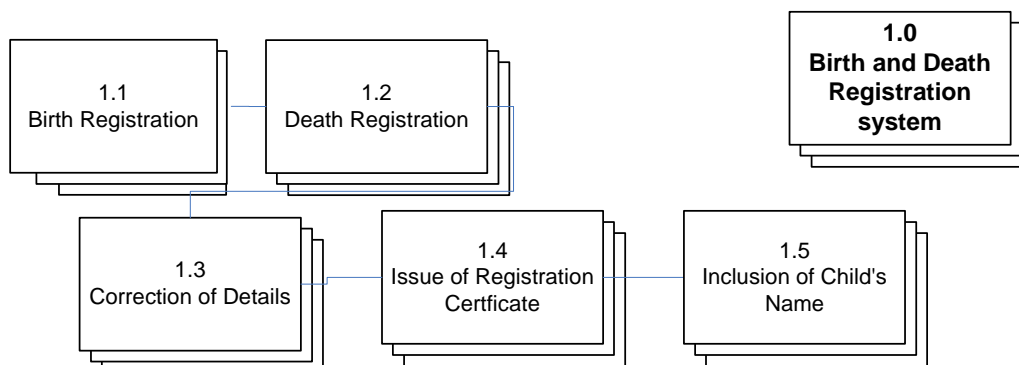 1.0
Birth and Death
Registration
system
1.1
Birth Registration
1.2
Death Registration
1.3
Correction of Details
1.4
Issue of Registration
Certficate
1.5
Inclusion of Child's
Name